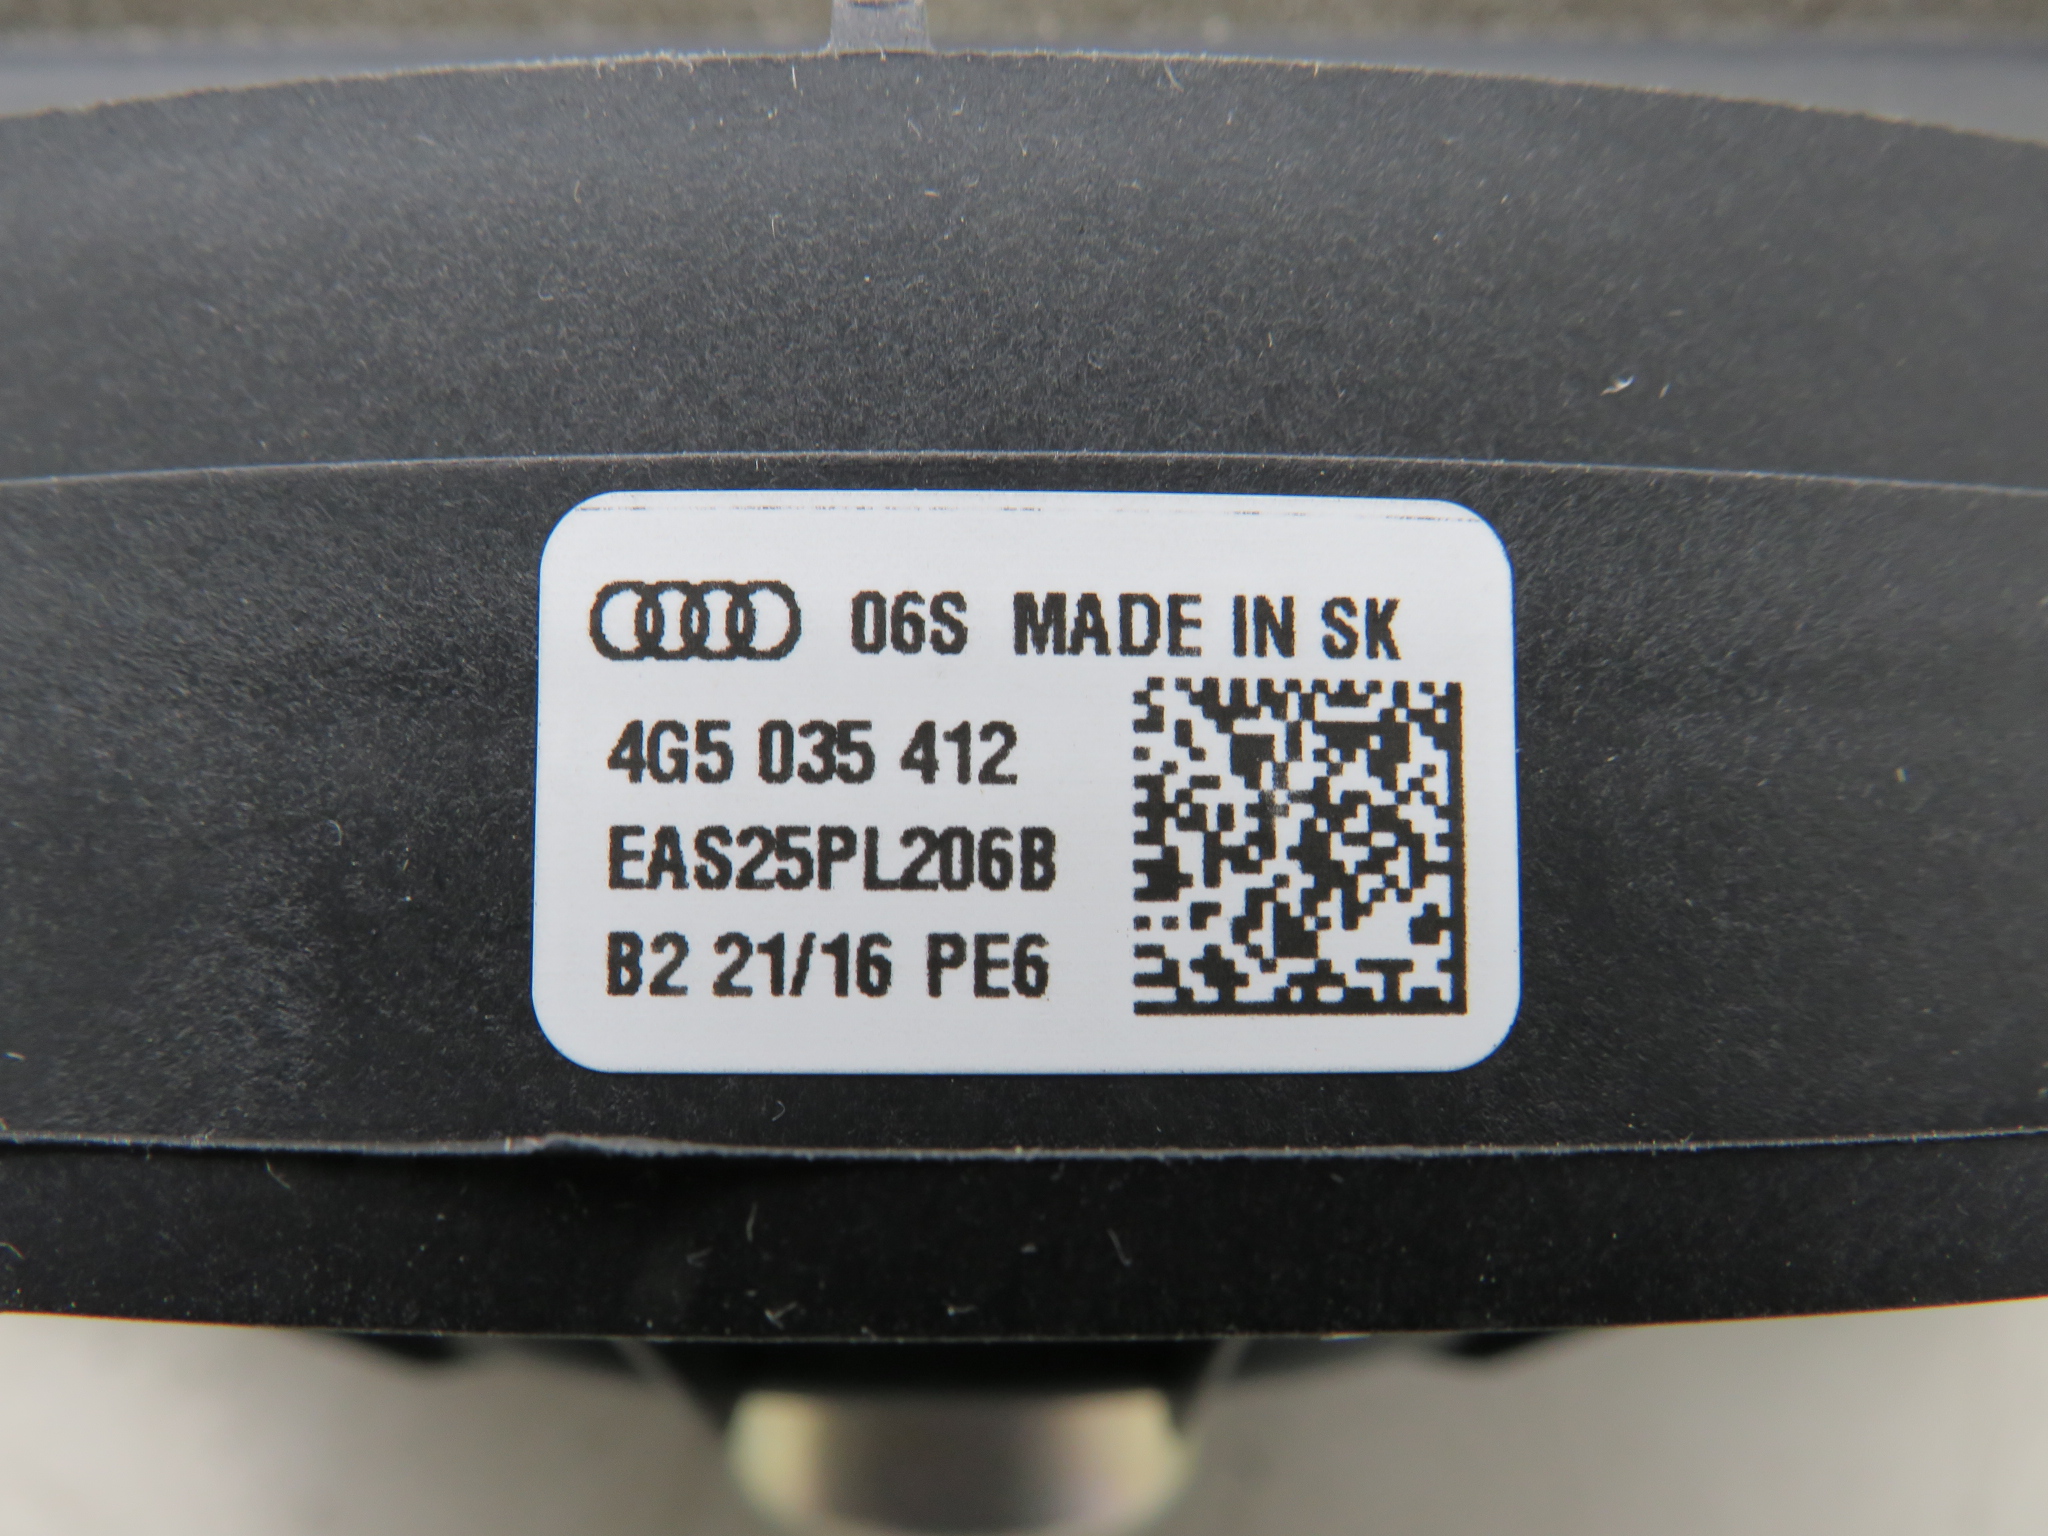 06S MADE IN SK
4G5 035 412
EAS25PL206B
B2 21/16 PE6